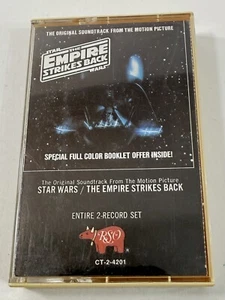 THE ORIGINAL SOUNDTRACK FROM THE MOTION PICTURE
STAR THE
EMPIRE
STRIKES BACK
WARS
SPECIAL FULL COLOR BOOKLET OFFER INSIDE!
The Original Soundtrack From The Motion Picture
STAR WARS / THE EMPIRE STRIKES BACK
ENTIRE 2-RECORD SET
RSO
CT-2-4201